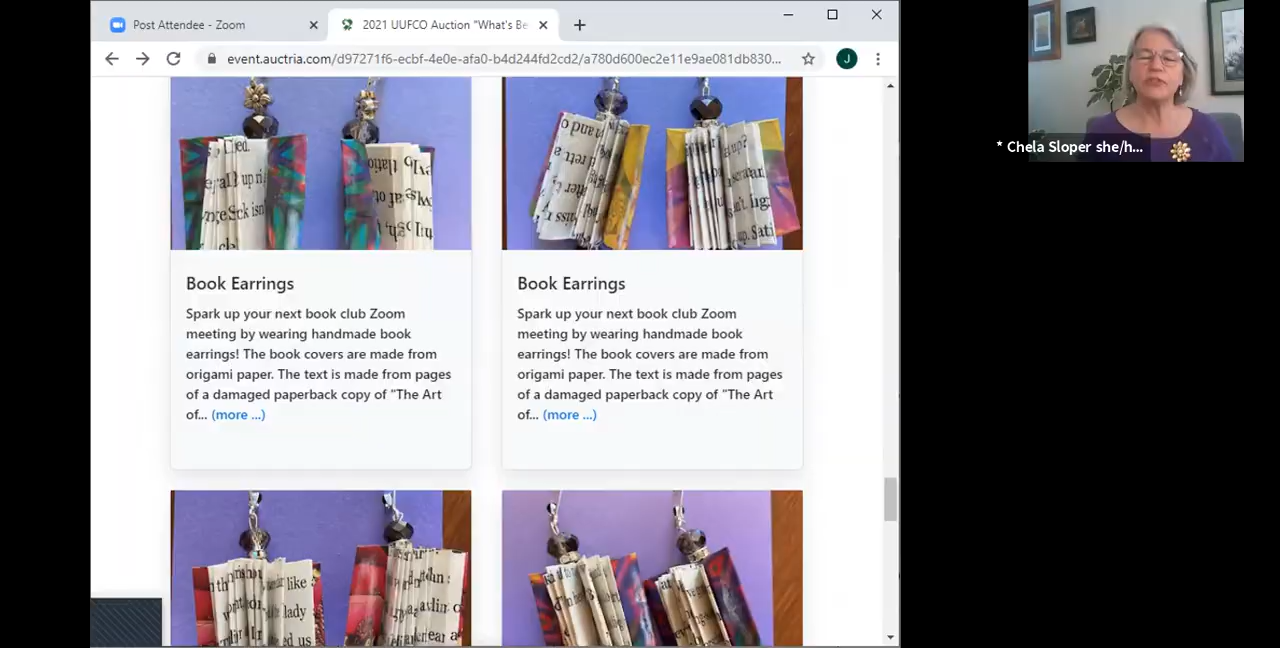 Post Attendee - Zoom
2021 UUFCO Auction "What's Be
event.auctria.com/d97271f6-ecbf-4e0e-afa0-b4d244fd2cd2/a780d600ec2e11e9ae081db830...
J
* Chela Sloper she/h...
Book Earrings
Spark up your next book club Zoom
meeting by wearing handmade book
earrings! The book covers are made from
origami paper. The text is made from pages
of a damaged paperback copy of "The Art
of... (more ...)
Book Earrings
Spark up your next book club Zoom
meeting by wearing handmade book
earrings! The book covers are made from
origami paper. The text is made from pages
of a damaged paperback copy of "The Art
of... (more ...)
like
lady